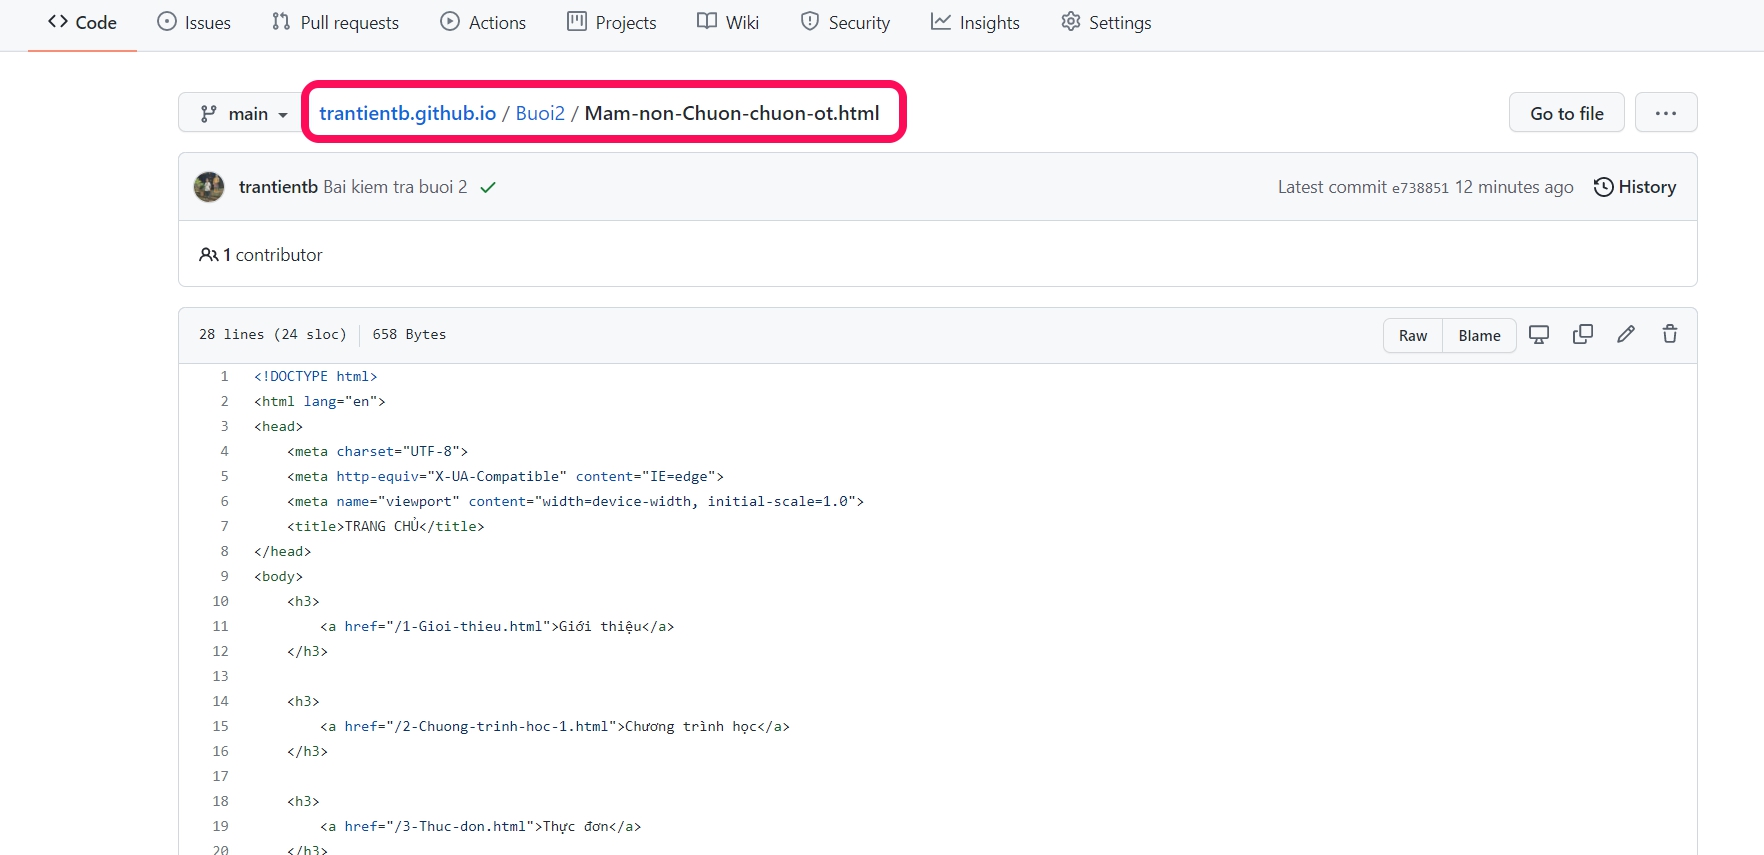 Code Issues Pull requests Actions Projects Wiki Security Insights Settings
main trantientb.github.io / Buoi2 / Mam-non-Chuon-chuon-ot.html Go to file ...
trantientb Bai kiem tra buoi 2 Latest commit e738851 12 minutes ago History
1 contributor
28 lines (24 sloc) 658 Bytes Raw Blame
1 <!DOCTYPE html>
2 <html lang="en">
3 <head>
4 <meta charset="UTF-8">
5 <meta http-equiv="X-UA-Compatible" content="IE=edge">
6 <meta name="viewport" content="width=device-width, initial-scale=1.0">
7 <title>TRANG CHỦ</title>
8 </head>
9 <body>
10 <h3>
11 <a href="/1-Gioi-thieu.html">Giới thiệu</a>
12 </h3>
13
14 <h3>
15 <a href="/2-Chuong-trinh-hoc-1.html">Chương trình học</a>
16 </h3>
17
18 <h3>
19 <a href="/3-Thuc-don.html">Thực đơn</a>
20 </h3>